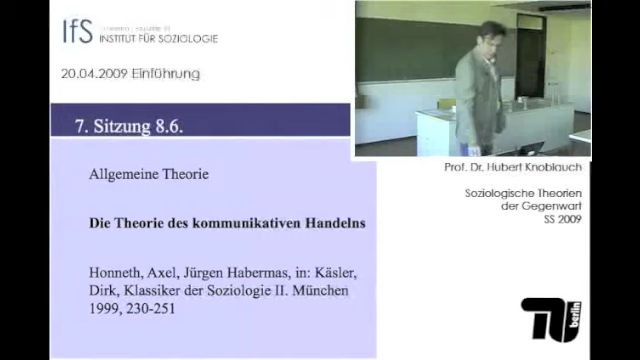 IfS
INSTITUT FÜR SOZIOLOGIE
20.04.2009 Einführung
7. Sitzung 8.6.
Allgemeine Theorie
Die Theorie des kommunikativen Handelns
Honneth, Axel, Jürgen Habermas, in: Käsler,
Dirk, Klassiker der Soziologie II. München
1999, 230-251
Prof. Dr. Hubert Knoblauch
Soziologische Theorien
der Gegenwart
SS 2009
berlin